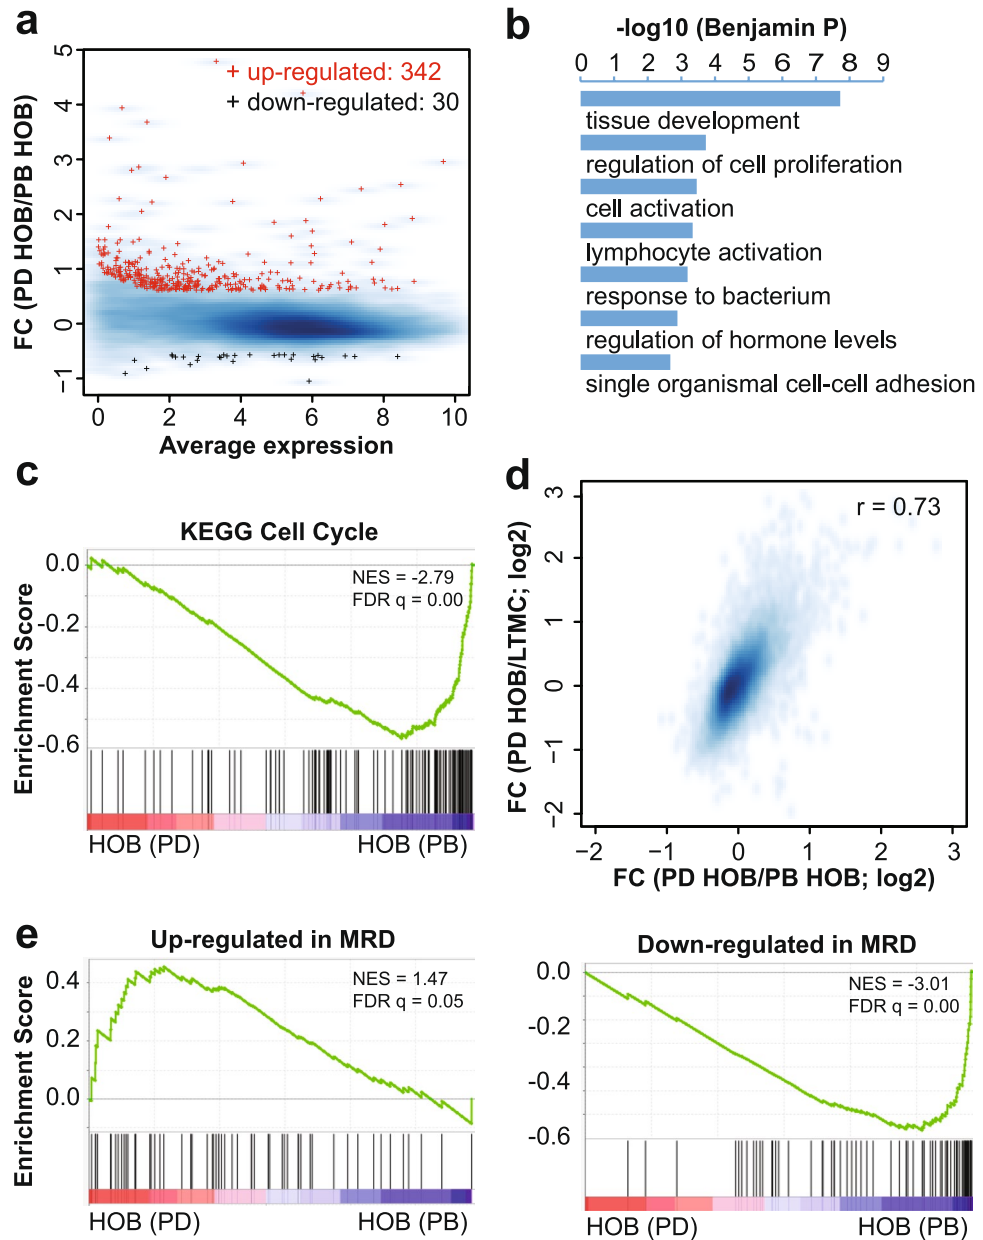 a
5
4
3
2
1
0
−1
FC (PD HOB/PB HOB)
+ up-regulated: 342
+ down-regulated: 30
0 2 4 6 8 10
Average expression
b
-log10 (Benjamin P)
0 1 2 3 4 5 6 7 8 9
tissue development
regulation of cell proliferation
cell activation
lymphocyte activation
response to bacterium
regulation of hormone levels
single organismal cell-cell adhesion
c
KEGG Cell Cycle
Enrichment Score
0.0
-0.2
-0.4
-0.6
NES = -2.79
FDR q = 0.00
HOB (PD) HOB (PB)
d
FC (PD HOB/LTMC; log2)
3
2
1
0
−1
−2
r = 0.73
−2 −1 0 1 2 3
FC (PD HOB/PB HOB; log2)
e
Up-regulated in MRD
Enrichment Score
0.4
0.2
0.0
NES = 1.47
FDR q = 0.05
HOB (PD) HOB (PB)
Down-regulated in MRD
0.0
-0.2
-0.4
-0.6
NES = -3.01
FDR q = 0.00
HOB (PD) HOB (PB)